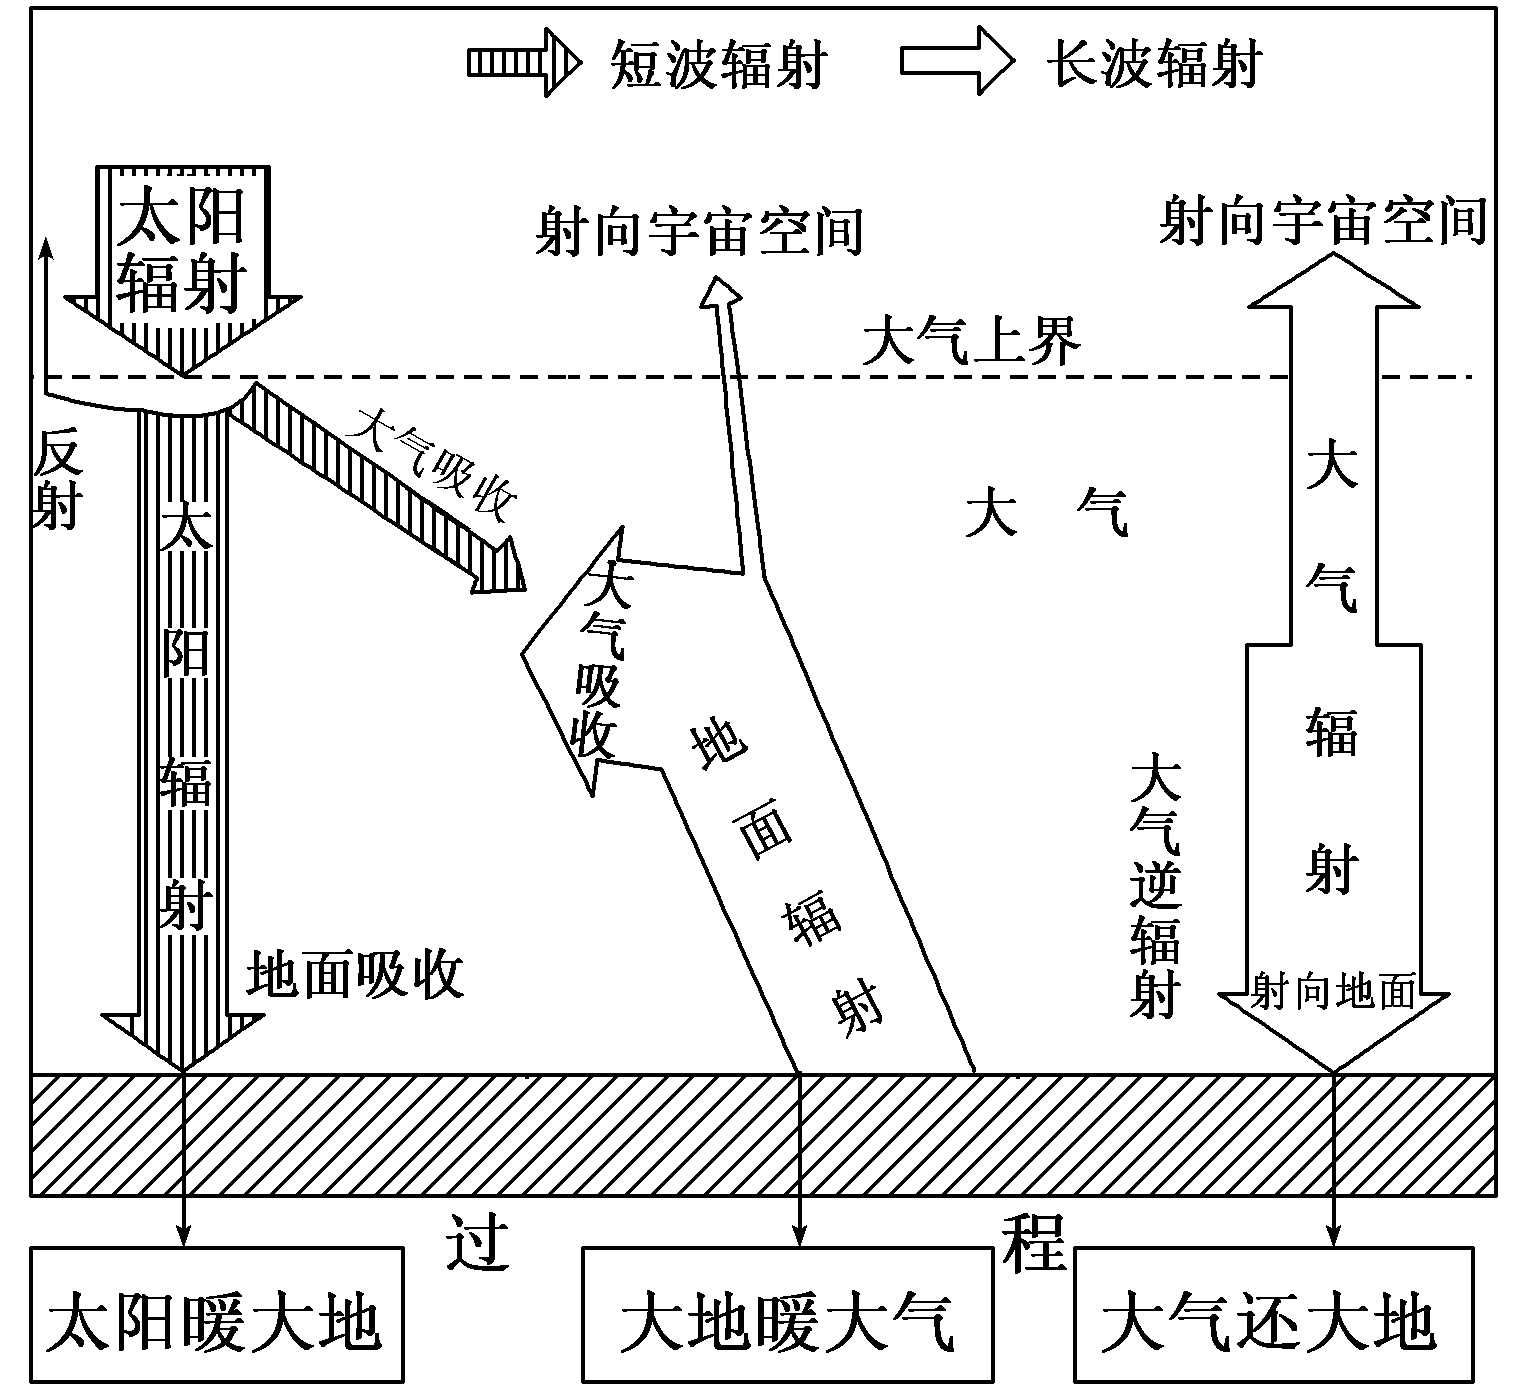 短波辐射
长波辐射
太阳
辐射
射向宇宙空间
射向宇宙空间
大气上界
反射
大气吸收
太阳辐射
地面吸收
大气吸收
地面辐射
大气
大气辐射
大气逆辐射
射向地面
过程
太阳暖大地
大地暖大气
大气还大地